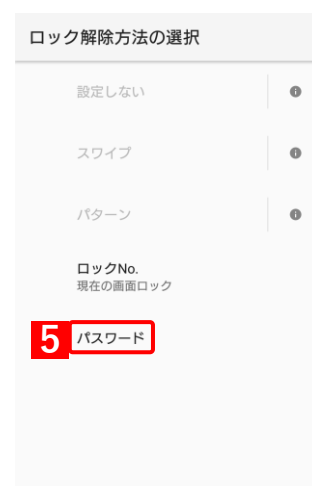 ロック解除方法の選択
設定しない
スワイプ
パターン
ロックNo.
現在の画面ロック
5 パスワード